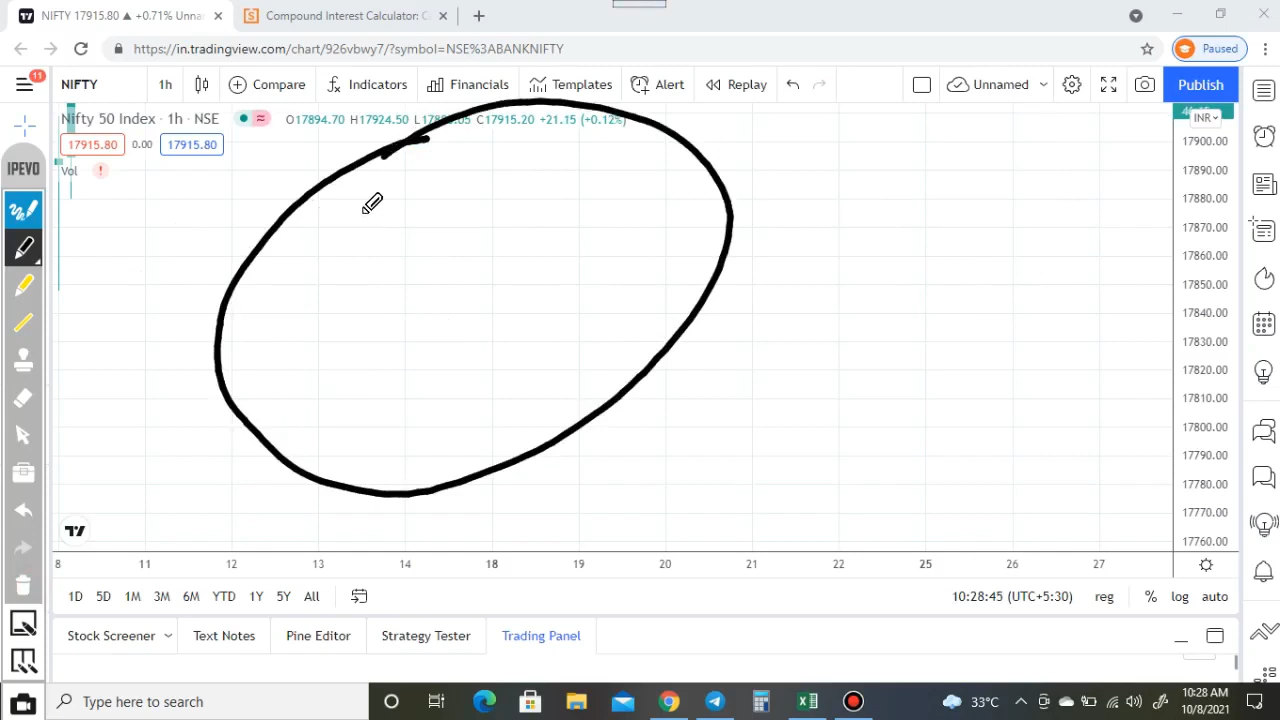 NIFTY 17915.80 ▲ +0.71% Unnar
Compound Interest Calculator: C
https://in.tradingview.com/chart/926vbwy7/?symbol=NSE%3ABANKNIFTY
Paused
11
NIFTY 1h Compare Indicators Financials Templates Alert Replay Unnamed Publish
Nifty 50 Index · 1h · NSE O17894.70 H17924.50 C17915.20 +21.15 (+0.12%)
INR
17915.80 0.00 17915.80
IPEVO
Vol
17900.00
17890.00
17880.00
17870.00
17860.00
17850.00
17840.00
17830.00
17820.00
17810.00
17800.00
17790.00
17780.00
17770.00
17760.00
8 11 12 13 14 18 19 20 21 22 25 26 27
1D 5D 1M 3M 6M YTD 1Y 5Y All 10:28:45 (UTC+5:30) reg % log auto
Stock Screener Text Notes Pine Editor Strategy Tester Trading Panel
Type here to search 33°C 10:28 AM
10/8/2021